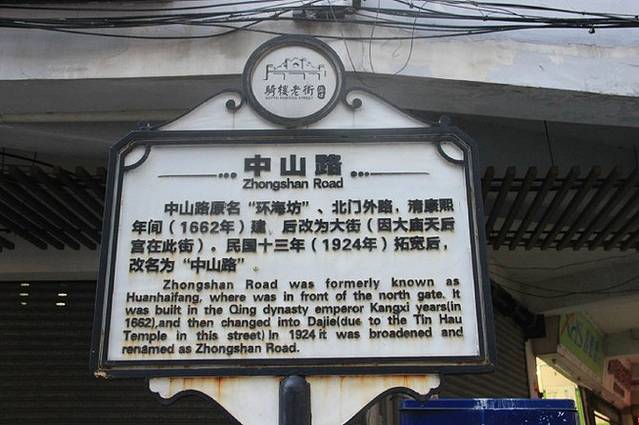 骑楼老街
中山路
Zhongshan Road
中山路原名“环海坊”、北门外路，清康熙
年间（1662年）建，后改为大街（因大庙天后
宫在此街）。民国十三年（1924年）拓宽后，
改名为“中山路”
Zhongshan Road was formerly known as
Huanhaifang, where was in front of the north gate. It
was built in the Qing dynasty emperor Kangxi years(in
1662),and then changed into Dajie(due to the Tin Hau
Temple in this street) In 1924 it was broadened and
renamed as Zhongshan Road.